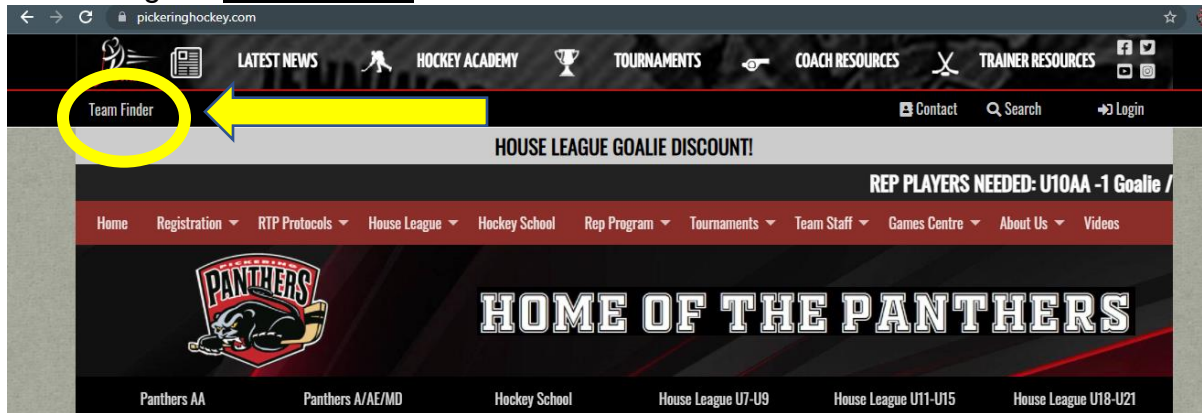 pickeringhockey.com
LATEST NEWS HOCKEY ACADEMY TOURNAMENTS COACH RESOURCES TRAINER RESOURCES
Team Finder Contact Search Login
HOUSE LEAGUE GOALIE DISCOUNT!
REP PLAYERS NEEDED: U10AA -1 Goalie /
Home Registration RTP Protocols House League Hockey School Rep Program Tournaments Team Staff Games Centre About Us Videos
PICKERING
PANTHERS
HOME OF THE PANTHERS
Panthers AA Panthers A/AE/MD Hockey School House League U7-U9 House League U11-U15 House League U18-U21